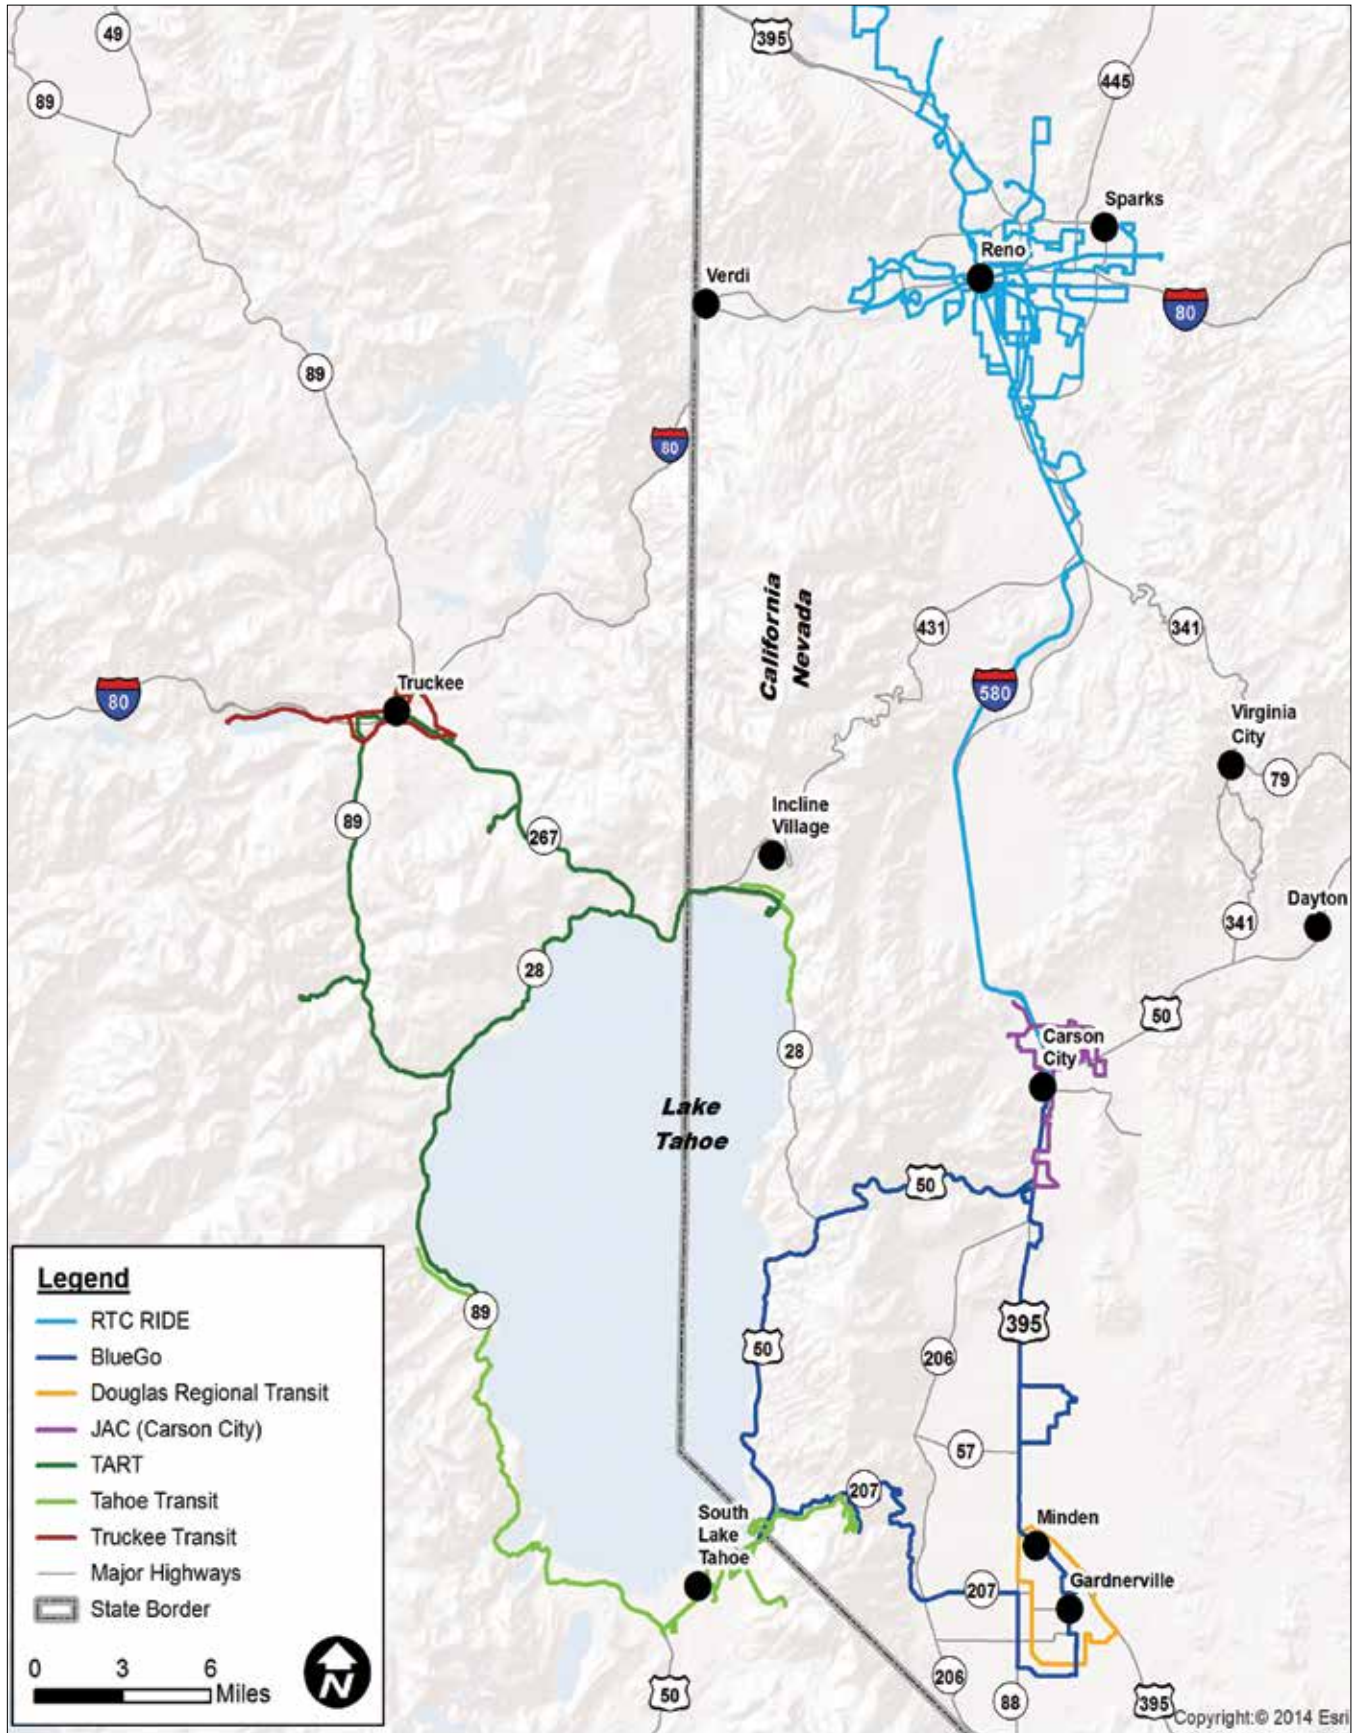 49
395
89
445
Sparks
Reno
Verdi
80
89
80
California
Nevada
431
341
Truckee
80
580
Virginia
City
79
Incline
Village
89
267
Dayton
341
28
50
Carson
City
28
Lake
Tahoe
50
89
395
50
206
57
207
South
Lake
Tahoe
Minden
Gardnerville
207
206
88
50
395
Legend
RTC RIDE
BlueGo
Douglas Regional Transit
JAC (Carson City)
TART
Tahoe Transit
Truckee Transit
Major Highways
State Border
0 3 6
Miles
N
Copyright:© 2014 Esri